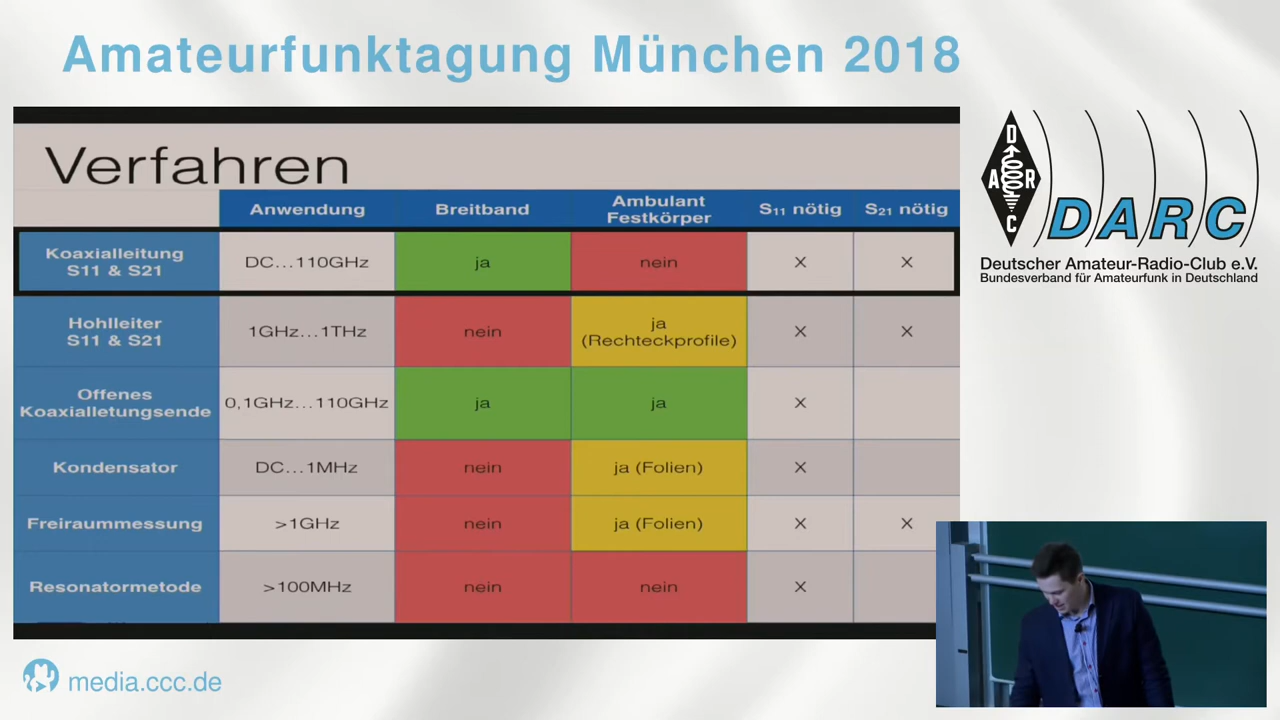 Amateurfunktagung München 2018
Verfahren
Anwendung Breitband Ambulant Festkörper S₁₁ nötig S₂₁ nötig
Koaxialleitung S11 & S21 DC...110GHz ja nein X X
Hohlleiter S11 & S21 1GHz...1THz nein ja (Rechteckprofile) X X
Offenes Koaxialletungsende 0,1GHz...110GHz ja ja X
Kondensator DC...1MHz nein ja (Folien) X
Freiraummessung >1GHz nein ja (Folien) X X
Resonatormetode >100MHz nein nein X
D
A R
C
DARC
Deutscher Amateur-Radio-Club e.V.
Bundesverband für Amateurfunk in Deutschland
media.ccc.de